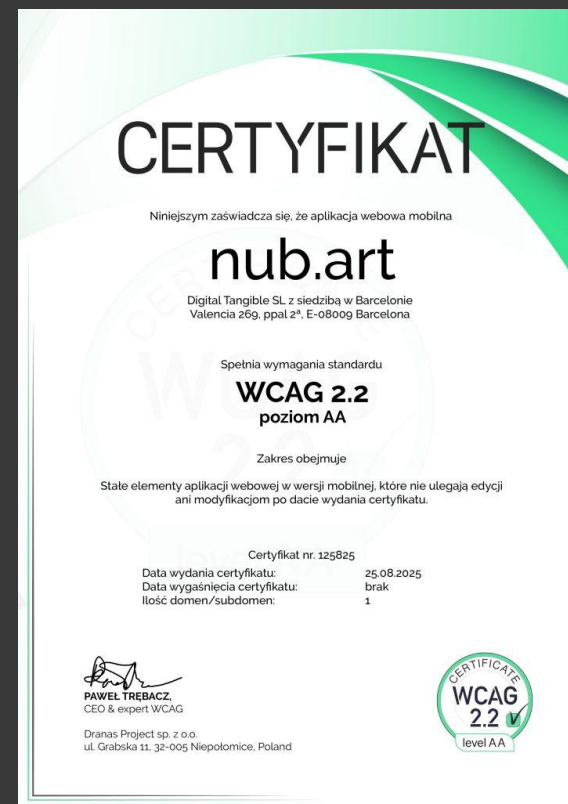 CERTYFIKAT
Niniejszym zaświadcza się, że aplikacja webowa mobilna
nub.art
Digital Tangible SL z siedzibą w Barcelonie
Valencia 269, ppal 2ª, E-08009 Barcelona
Spełnia wymagania standardu
WCAG 2.2
poziom AA
Zakres obejmuje
Stałe elementy aplikacji webowej w wersji mobilnej, które nie ulegają edycji
ani modyfikacjom po dacie wydania certyfikatu.
Certyfikat nr. 125825
Data wydania certyfikatu: 25.08.2025
Data wygaśnięcia certyfikatu: brak
Ilość domen/subdomen: 1
PAWEŁ TRĘBACZ,
CEO & expert WCAG
Dranas Project sp. z o.o.
ul. Grabska 11, 32-005 Niepołomice, Poland
CERTIFICATE
WCAG
2.2
level AA